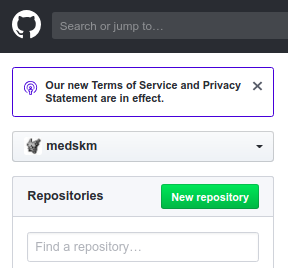 Search or jump to…
Our new Terms of Service and Privacy
Statement are in effect.
medskm
Repositories
New repository
Find a repository…